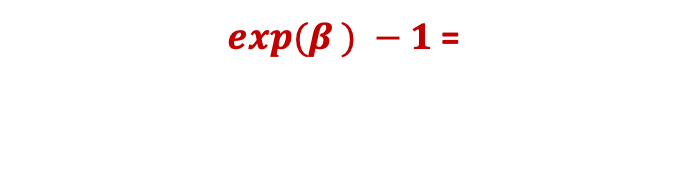 exp(β) − 1 =